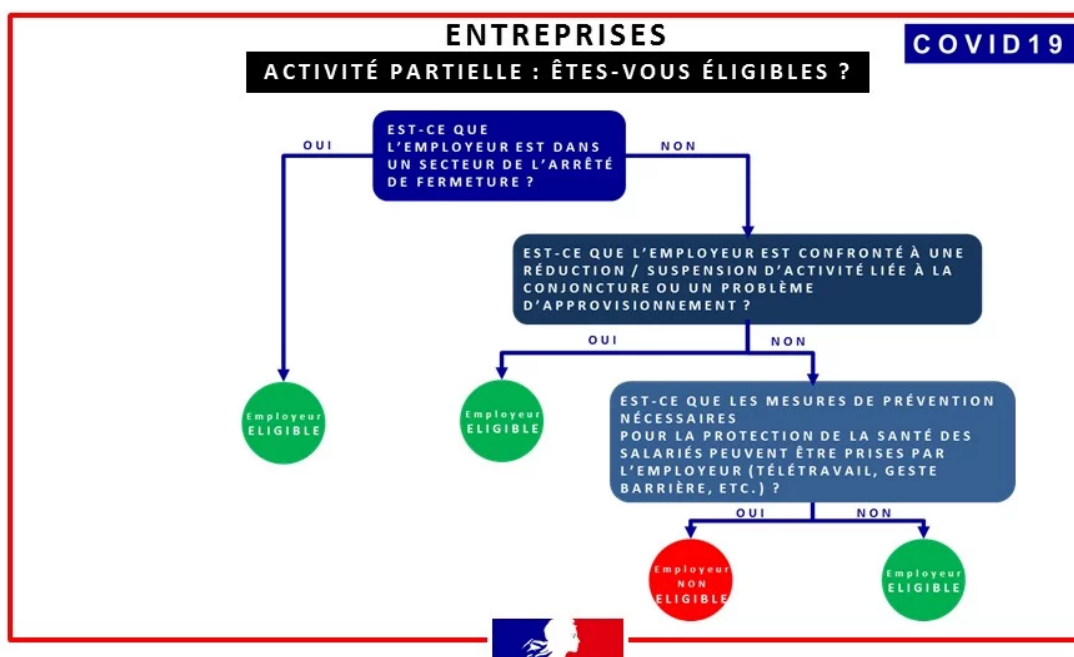 ENTREPRISES
COVID19
ACTIVITÉ PARTIELLE : ÊTES-VOUS ÉLIGIBLES ?
EST-CE QUE
L'EMPLOYEUR EST DANS
UN SECTEUR DE L'ARRÊTÉ
DE FERMETURE ?
OUI
NON
EST-CE QUE L'EMPLOYEUR EST CONFRONTÉ À UNE
RÉDUCTION / SUSPENSION D'ACTIVITÉ LIÉE À LA
CONJONCTURE OU UN PROBLÈME
D'APPROVISIONNEMENT ?
OUI
NON
Employeur
ELIGIBLE
Employeur
ELIGIBLE
EST-CE QUE LES MESURES DE PRÉVENTION
NÉCESSAIRES
POUR LA PROTECTION DE LA SANTÉ DES
SALARIÉS PEUVENT ÊTRE PRISES PAR
L'EMPLOYEUR (TÉLÉTRAVAIL, GESTE
BARRIÈRE, ETC.) ?
OUI
NON
Employeur
NON
ELIGIBLE
Employeur
ELIGIBLE